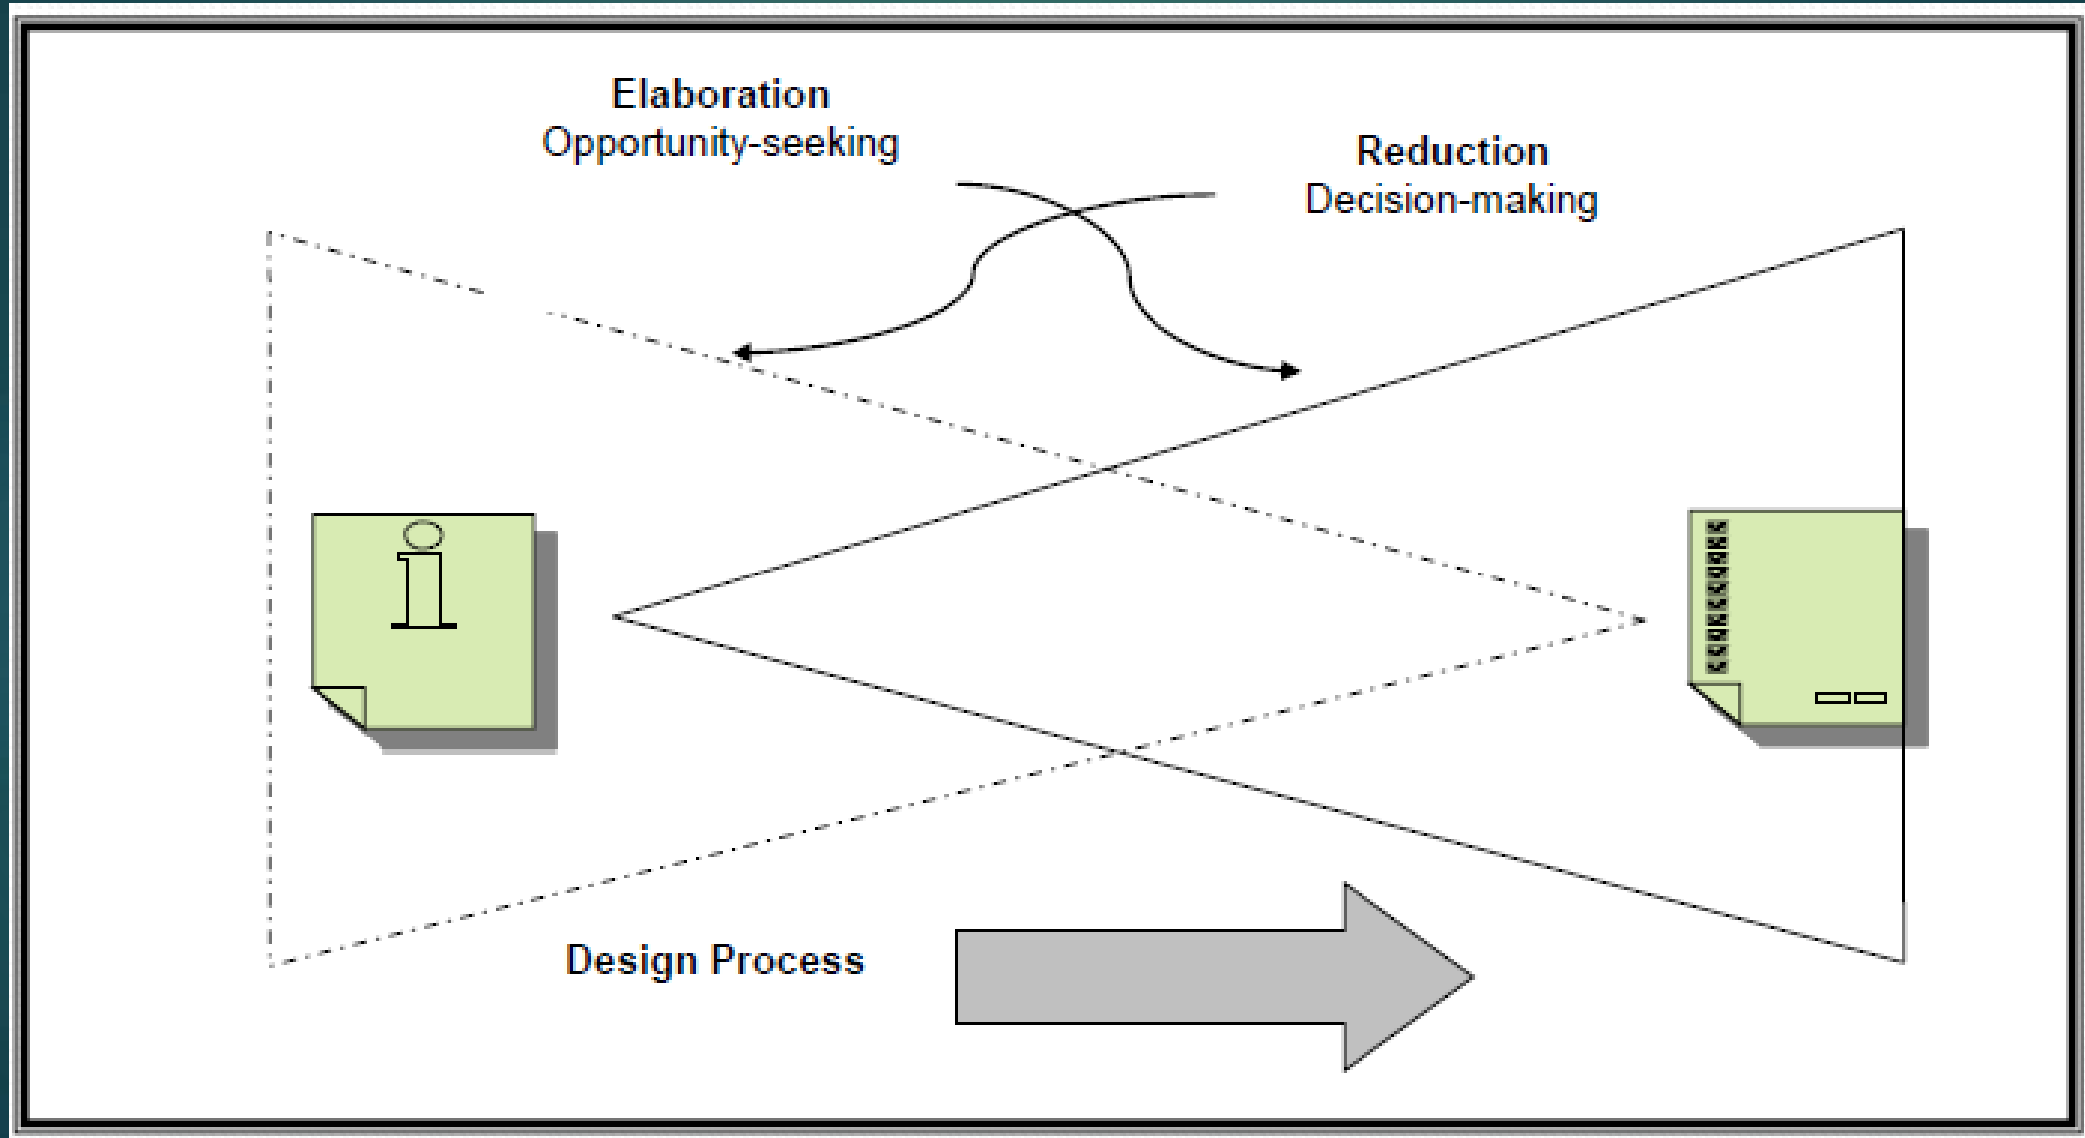 Elaboration
Opportunity-seeking
Reduction
Decision-making
i
Design Process